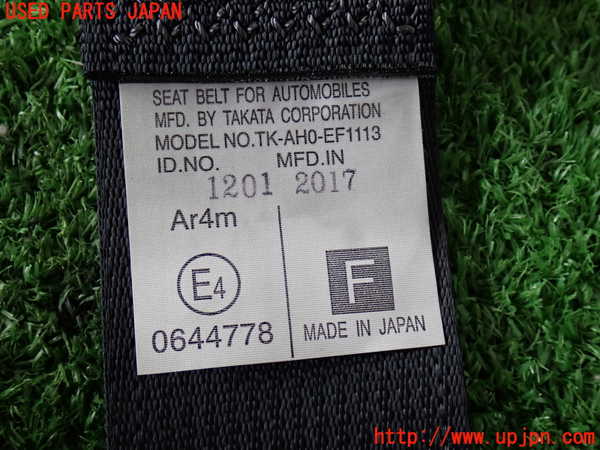 USED PARTS JAPAN
SEAT BELT FOR AUTOMOBILES
MFD. BY TAKATA CORPORATION
MODEL NO.TK-AH0-EF1113
ID.NO. MFD.IN
1201 2017
Ar4m
E4
0644778
F
MADE IN JAPAN
http://www.upjpn.com/